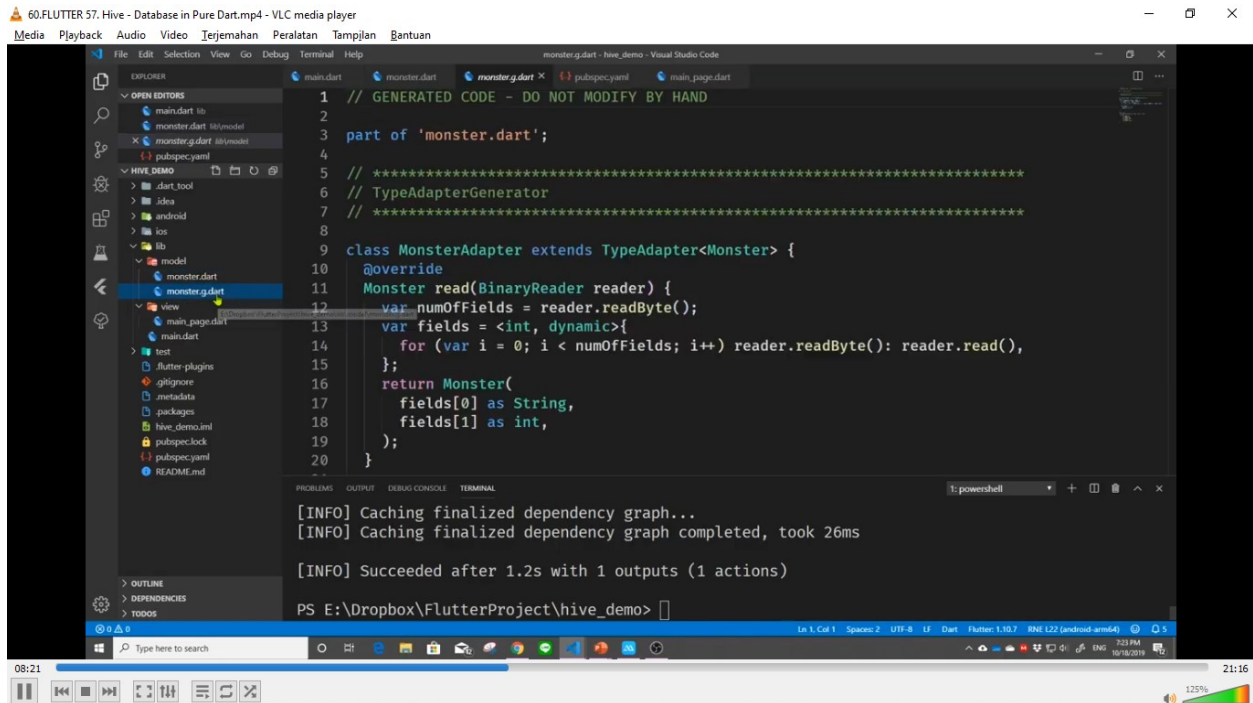 60.FLUTTER 57. Hive - Database in Pure Dart.mp4 - VLC media player
Media Playback Audio Video Terjemahan Peralatan Tampilan Bantuan
File Edit Selection View Go Debug Terminal Help
monster.g.dart - hive_demo - Visual Studio Code
EXPLORER
OPEN EDITORS
main.dart lib
monster.dart lib\model
monster.g.dart lib\model
pubspec.yaml
HIVE_DEMO
.dart_tool
.idea
android
ios
lib
model
monster.dart
monster.g.dart
view
main_page.dart
main.dart
test
.flutter-plugins
.gitignore
.metadata
.packages
hive_demo.iml
pubspec.lock
pubspec.yaml
README.md
OUTLINE
DEPENDENCIES
TODOS
main.dart monster.dart monster.g.dart pubspec.yaml main_page.dart
1 // GENERATED CODE - DO NOT MODIFY BY HAND
2
3 part of 'monster.dart';
4
5 // **************************************************************************
6 // TypeAdapterGenerator
7 // **************************************************************************
8
9 class MonsterAdapter extends TypeAdapter<Monster> {
10 @override
11 Monster read(BinaryReader reader) {
12 var numOfFields = reader.readByte();
13 var fields = <int, dynamic>{
14 for (var i = 0; i < numOfFields; i++) reader.readByte(): reader.read(),
15 };
16 return Monster(
17 fields[0] as String,
18 fields[1] as int,
19 );
20 }
PROBLEMS OUTPUT DEBUG CONSOLE TERMINAL
1: powershell
[INFO] Caching finalized dependency graph...
[INFO] Caching finalized dependency graph completed, took 26ms
[INFO] Succeeded after 1.2s with 1 outputs (1 actions)
PS E:\Dropbox\FlutterProject\hive_demo>
0 0
Ln 1, Col 1 Spaces: 2 UTF-8 LF Dart Flutter: 1.10.7 RNE L22 (android-arm64) 5
Type here to search
ENG
7:23 PM
10/18/2019
08:21
21:16
125%